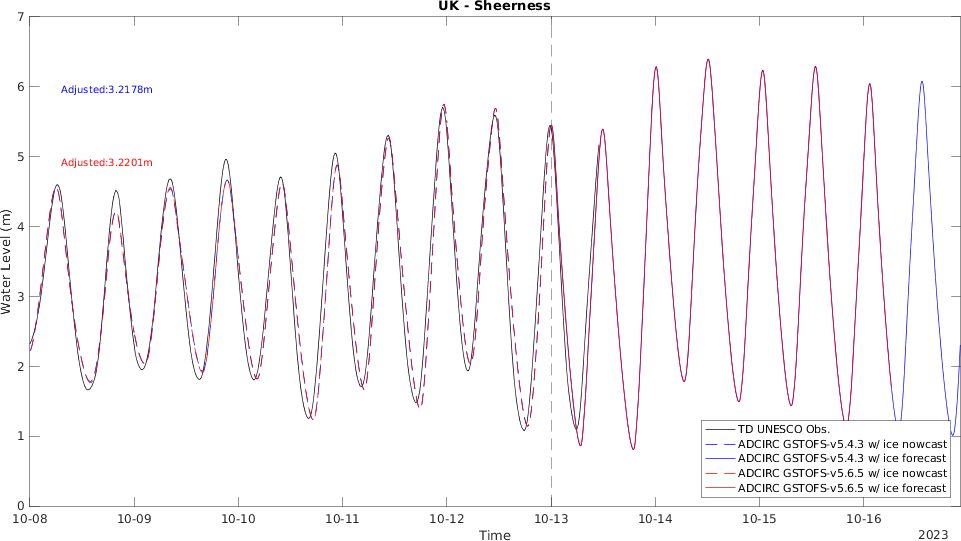 UK - Sheerness
7
6
5
4
3
2
1
0
Water Level (m)
Adjusted:3.2178m
Adjusted:3.2201m
TD UNESCO Obs.
ADCIRC GSTOFS-v5.4.3 w/ ice nowcast
ADCIRC GSTOFS-v5.4.3 w/ ice forecast
ADCIRC GSTOFS-v5.6.5 w/ ice nowcast
ADCIRC GSTOFS-v5.6.5 w/ ice forecast
10-08 10-09 10-10 10-11 10-12 10-13 10-14 10-15 10-16
Time
2023